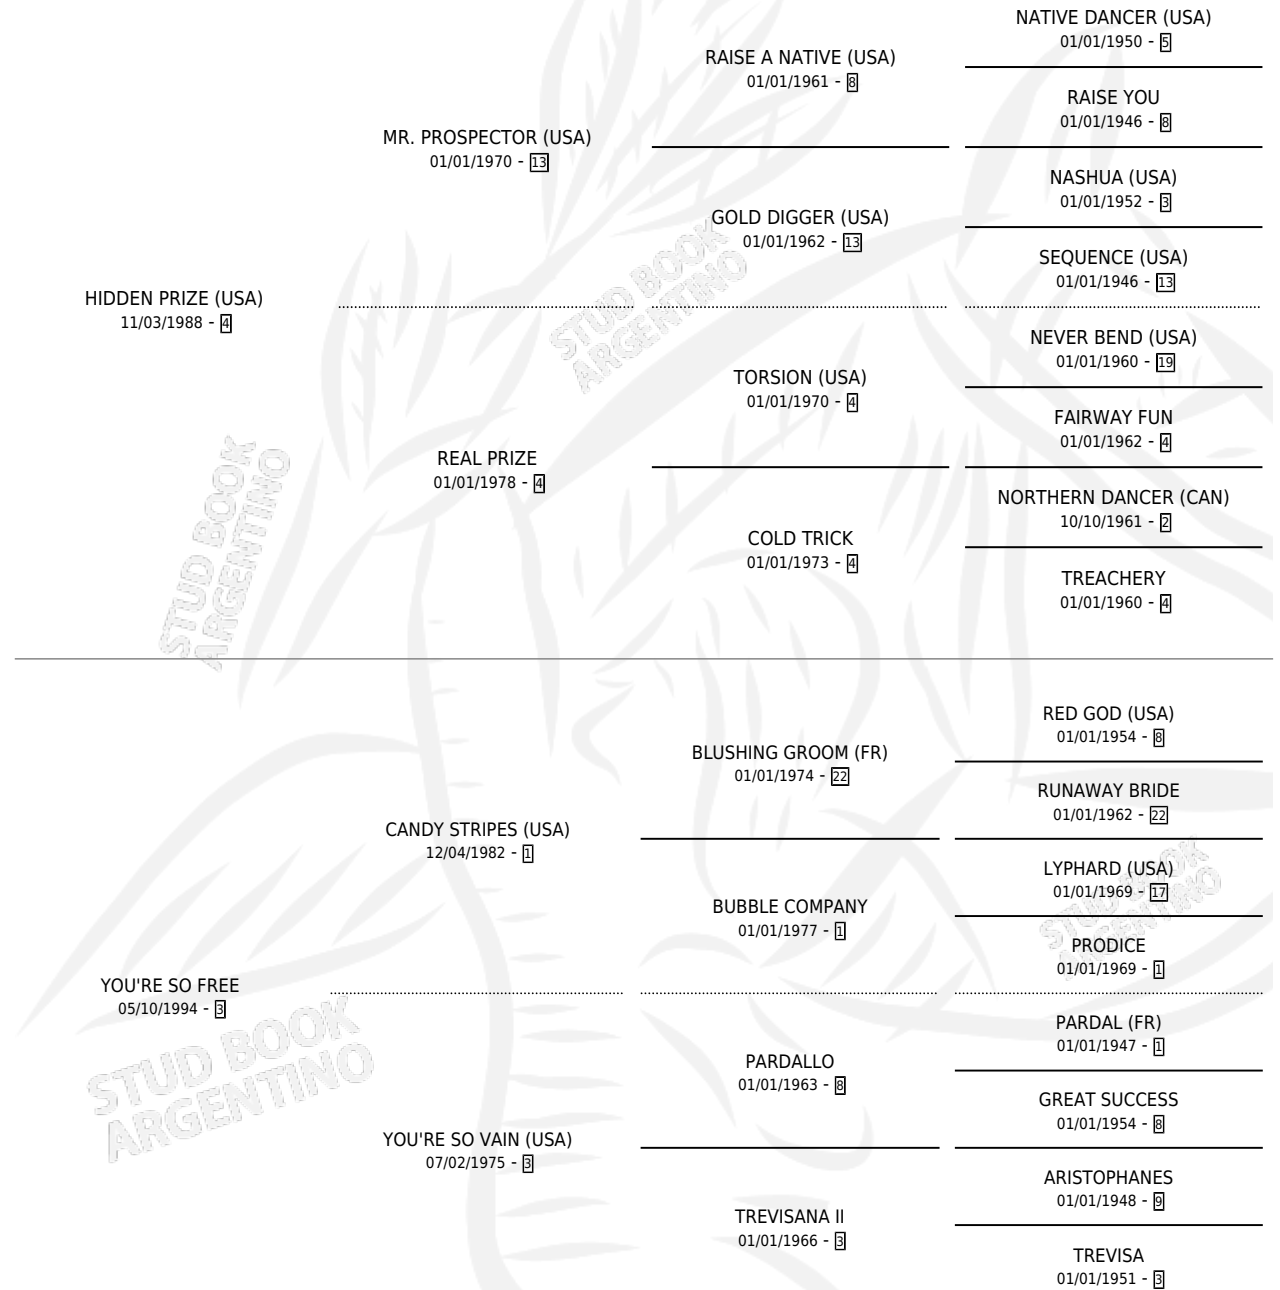 NATIVE DANCER (USA)
01/01/1950 - 5
RAISE A NATIVE (USA)
01/01/1961 - 8
RAISE YOU
01/01/1946 - 8
MR. PROSPECTOR (USA)
01/01/1970 - 13
NASHUA (USA)
01/01/1952 - 3
GOLD DIGGER (USA)
01/01/1962 - 13
SEQUENCE (USA)
01/01/1946 - 13
HIDDEN PRIZE (USA)
11/03/1988 - 4
STUD BOOK
ARGENTINO
NEVER BEND (USA)
01/01/1960 - 19
TORSION (USA)
01/01/1970 - 4
FAIRWAY FUN
01/01/1962 - 4
REAL PRIZE
01/01/1978 - 4
NORTHERN DANCER (CAN)
10/10/1961 - 2
COLD TRICK
01/01/1973 - 4
TREACHERY
01/01/1960 - 4
STUD BOOK
ARGENTINO
RED GOD (USA)
01/01/1954 - 8
BLUSHING GROOM (FR)
01/01/1974 - 22
RUNAWAY BRIDE
01/01/1962 - 22
CANDY STRIPES (USA)
12/04/1982 - 1
LYPHARD (USA)
01/01/1969 - 17
BUBBLE COMPANY
01/01/1977 - 1
STUD BOOK
ARGENTINO
PRODICE
01/01/1969 - 1
YOU'RE SO FREE
05/10/1994 - 3
STUD BOOK
ARGENTINO
PARDAL (FR)
01/01/1947 - 1
PARDALLO
01/01/1963 - 8
GREAT SUCCESS
01/01/1954 - 8
YOU'RE SO VAIN (USA)
07/02/1975 - 3
ARISTOPHANES
01/01/1948 - 9
TREVISANA II
01/01/1966 - 3
TREVISA
01/01/1951 - 3